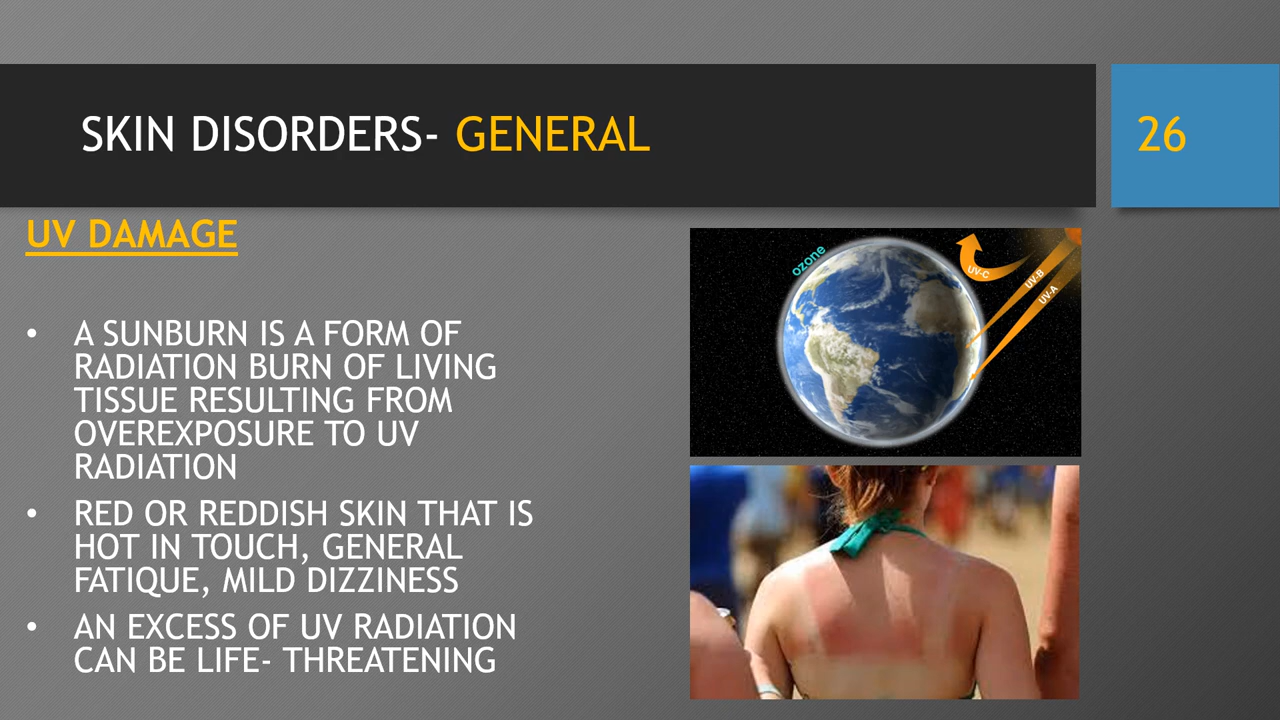 SKIN DISORDERS- GENERAL
26
UV DAMAGE
• A SUNBURN IS A FORM OF
RADIATION BURN OF LIVING
TISSUE RESULTING FROM
OVEREXPOSURE TO UV
RADIATION
• RED OR REDDISH SKIN THAT IS
HOT IN TOUCH, GENERAL
FATIQUE, MILD DIZZINESS
• AN EXCESS OF UV RADIATION
CAN BE LIFE- THREATENING
ozone
UV-C
UV-B
UV-A